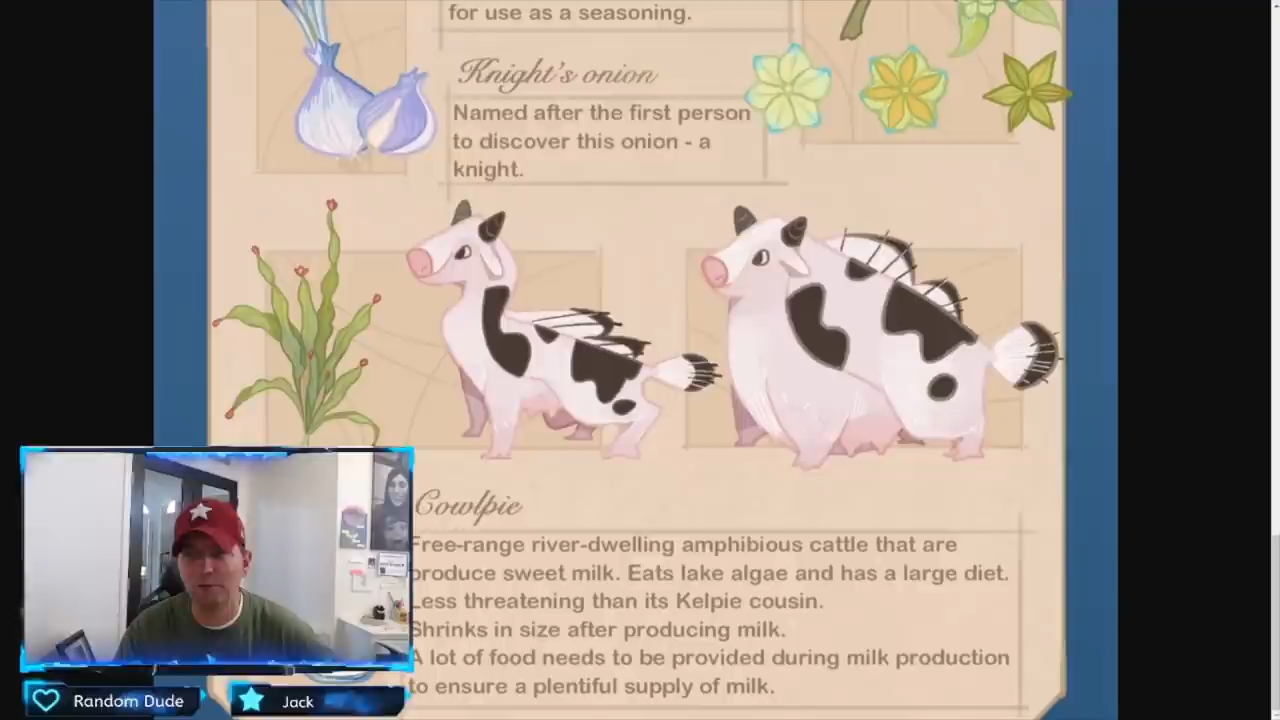 for use as a seasoning.
Knight's onion
Named after the first person
to discover this onion - a
knight.
Cowlpie
Free-range river-dwelling amphibious cattle that are
produce sweet milk. Eats lake algae and has a large diet.
Less threatening than its Kelpie cousin.
Shrinks in size after producing milk.
A lot of food needs to be provided during milk production
to ensure a plentiful supply of milk.
Random Dude
Jack